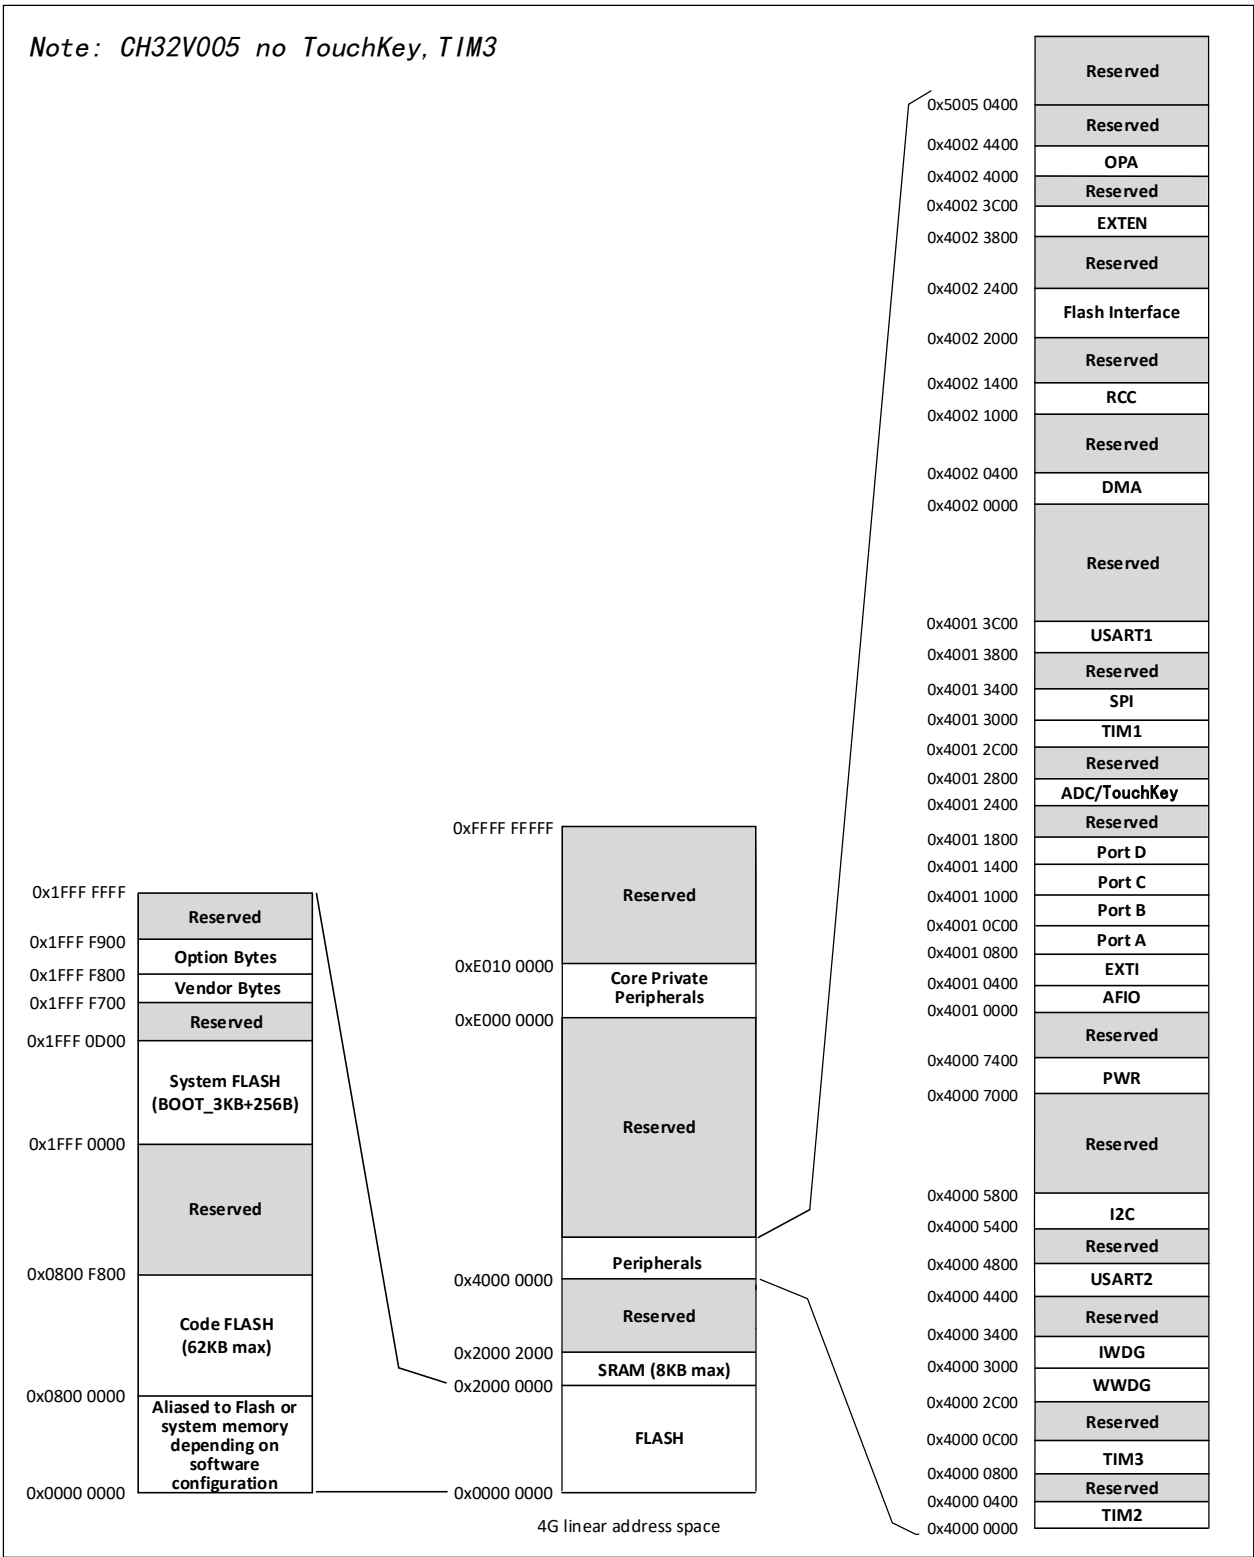 Note: CH32V005 no TouchKey, TIM3
0x1FFF FFFF
Reserved
0x1FFF F900
Option Bytes
0x1FFF F800
Vendor Bytes
0x1FFF F700
Reserved
0x1FFF 0D00
System FLASH
(BOOT_3KB+256B)
0x1FFF 0000
Reserved
0x0800 F800
Code FLASH
(62KB max)
0x0800 0000
Aliased to Flash or
system memory
depending on
software
configuration
0x0000 0000
0xFFFF FFFFF
Reserved
0xE010 0000
Core Private
Peripherals
0xE000 0000
Reserved
Peripherals
0x4000 0000
Reserved
0x2000 2000
SRAM (8KB max)
0x2000 0000
FLASH
0x0000 0000
4G linear address space
Reserved
0x5005 0400
Reserved
0x4002 4400
OPA
0x4002 4000
Reserved
0x4002 3C00
EXTEN
0x4002 3800
Reserved
0x4002 2400
Flash Interface
0x4002 2000
Reserved
0x4002 1400
RCC
0x4002 1000
Reserved
0x4002 0400
DMA
0x4002 0000
Reserved
0x4001 3C00
USART1
0x4001 3800
Reserved
0x4001 3400
SPI
0x4001 3000
TIM1
0x4001 2C00
Reserved
0x4001 2800
ADC/TouchKey
0x4001 2400
Reserved
0x4001 1800
Port D
0x4001 1400
Port C
0x4001 1000
Port B
0x4001 0C00
Port A
0x4001 0800
EXTI
0x4001 0400
AFIO
0x4001 0000
Reserved
0x4000 7400
PWR
0x4000 7000
Reserved
0x4000 5800
I2C
0x4000 5400
Reserved
0x4000 4800
USART2
0x4000 4400
Reserved
0x4000 3400
IWDG
0x4000 3000
WWDG
0x4000 2C00
Reserved
0x4000 0C00
TIM3
0x4000 0800
Reserved
0x4000 0400
TIM2
0x4000 0000